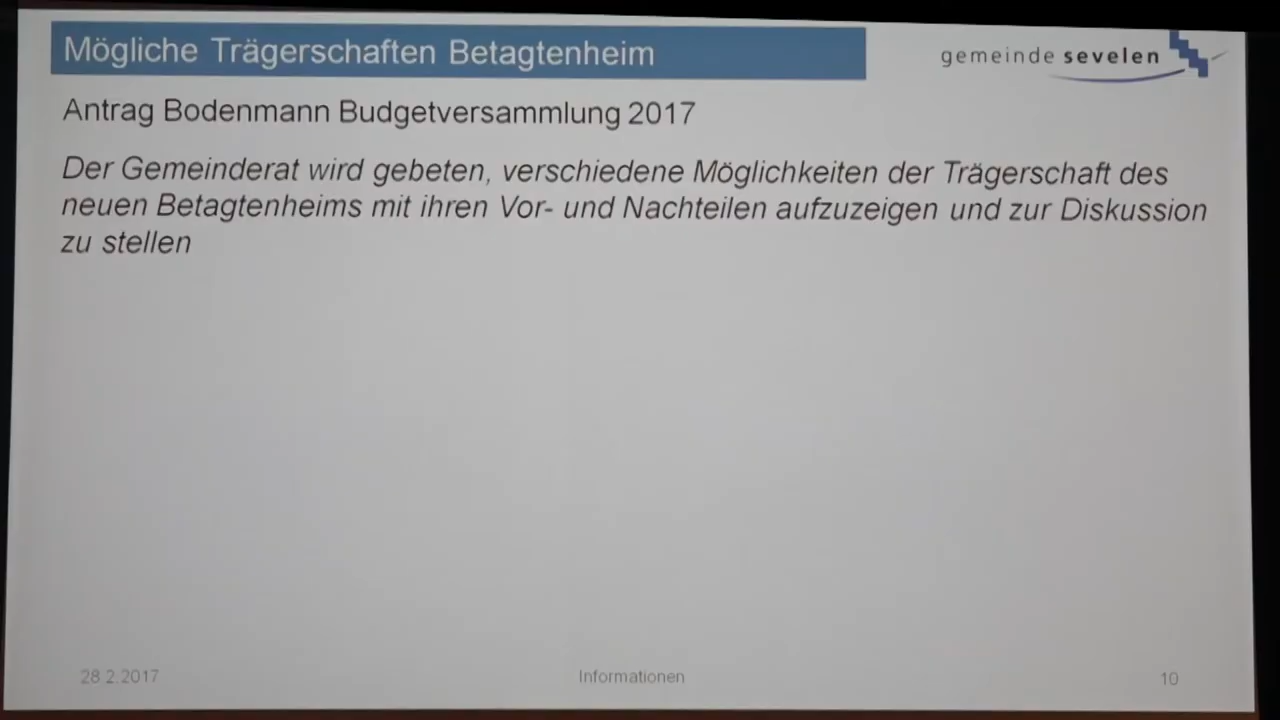 Mögliche Trägerschaften Betagtenheim
gemeinde sevelen
Antrag Bodenmann Budgetversammlung 2017
Der Gemeinderat wird gebeten, verschiedene Möglichkeiten der Trägerschaft des
neuen Betagtenheims mit ihren Vor- und Nachteilen aufzuzeigen und zur Diskussion
zu stellen
28.2.2017
Informationen
10